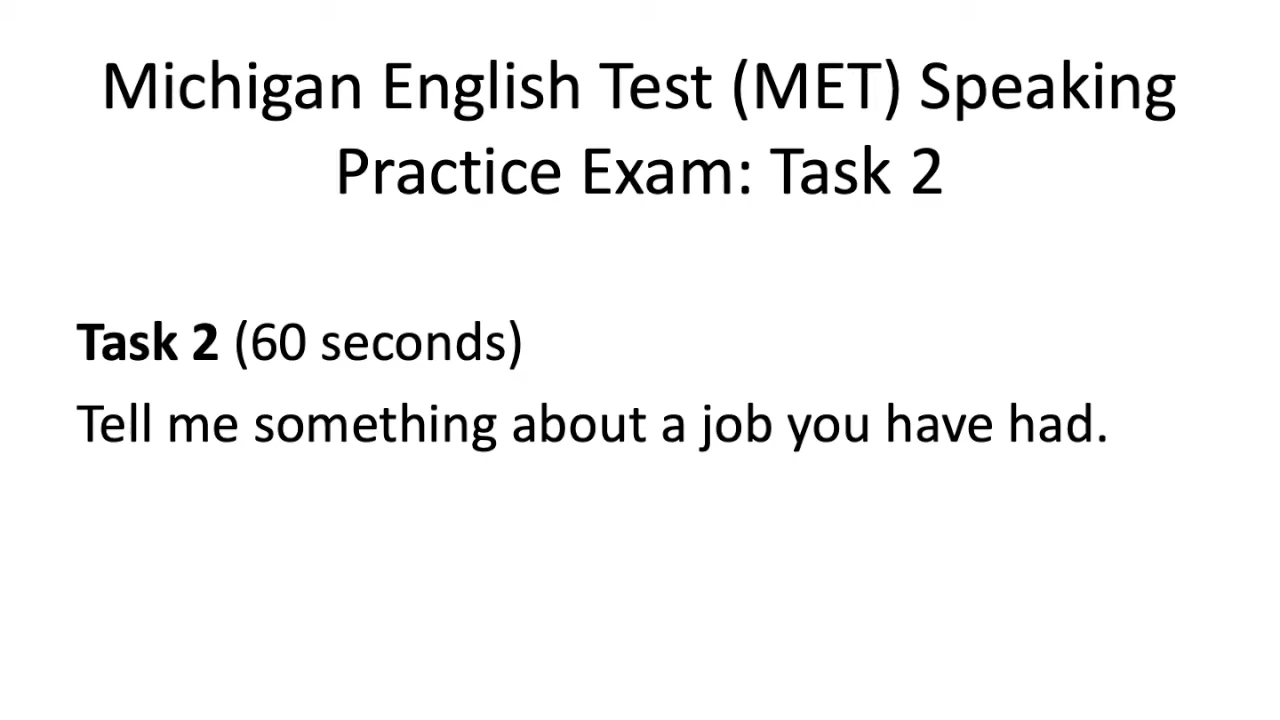 Michigan English Test (MET) Speaking
Practice Exam: Task 2
Task 2 (60 seconds)
Tell me something about a job you have had.